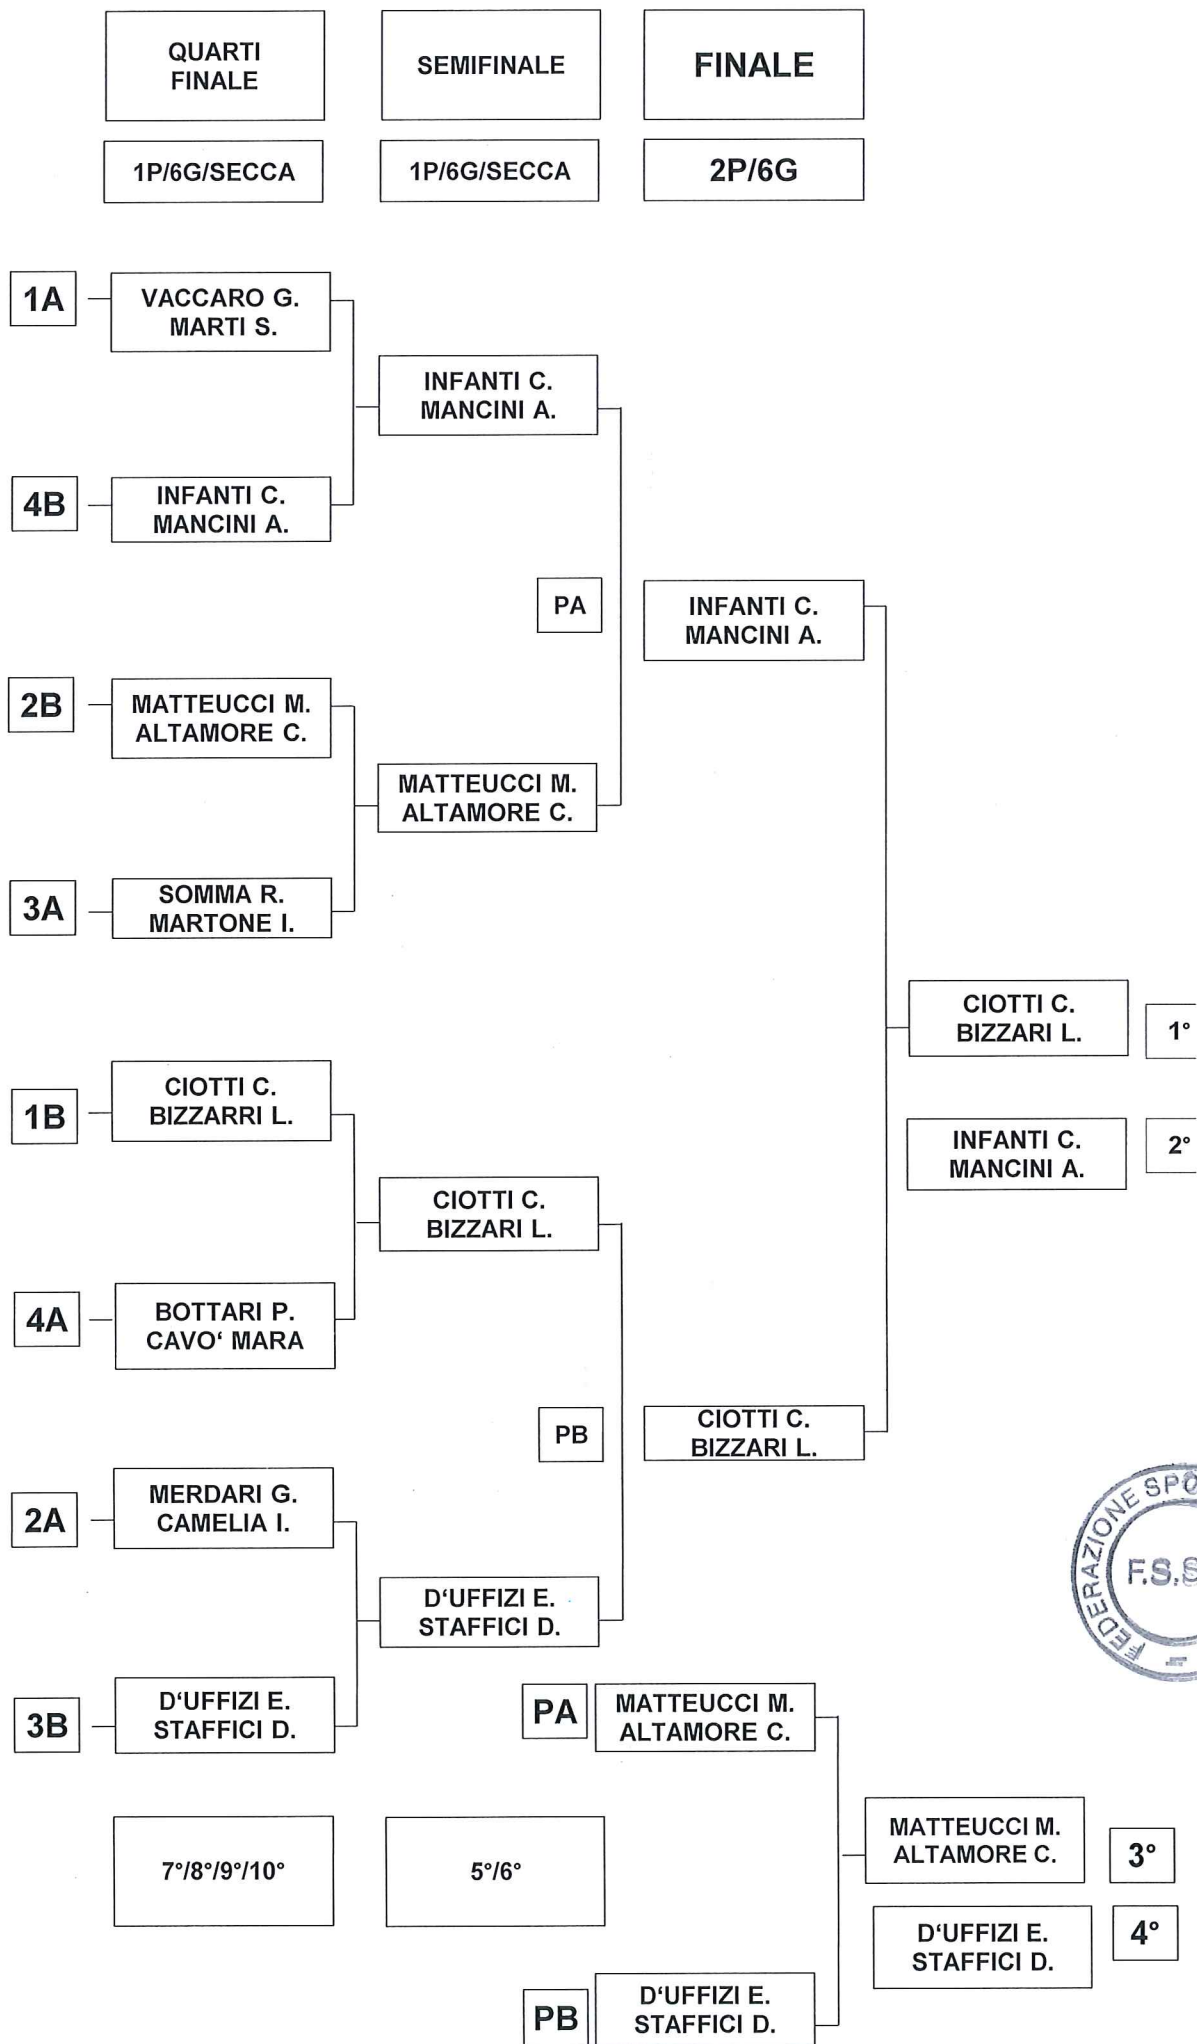 QUARTI
FINALE
SEMIFINALE
FINALE
1P/6G/SECCA
1P/6G/SECCA
2P/6G
1A
VACCARO G.
MARTI S.
INFANTI C.
MANCINI A.
4B
INFANTI C.
MANCINI A.
PA
INFANTI C.
MANCINI A.
2B
MATTEUCCI M.
ALTAMORE C.
MATTEUCCI M.
ALTAMORE C.
3A
SOMMA R.
MARTONE I.
CIOTTI C.
BIZZARI L.
1°
1B
CIOTTI C.
BIZZARRI L.
INFANTI C.
MANCINI A.
2°
CIOTTI C.
BIZZARI L.
4A
BOTTARI P.
CAVO‘ MARA
PB
CIOTTI C.
BIZZARI L.
2A
MERDARI G.
CAMELIA I.
FEDERAZIONE
F.S.S
D‘UFFIZI E.
STAFFICI D.
3B
D‘UFFIZI E.
STAFFICI D.
PA
MATTEUCCI M.
ALTAMORE C.
7°/8°/9°/10°
5°/6°
MATTEUCCI M.
ALTAMORE C.
3°
D‘UFFIZI E.
STAFFICI D.
4°
PB
D‘UFFIZI E.
STAFFICI D.